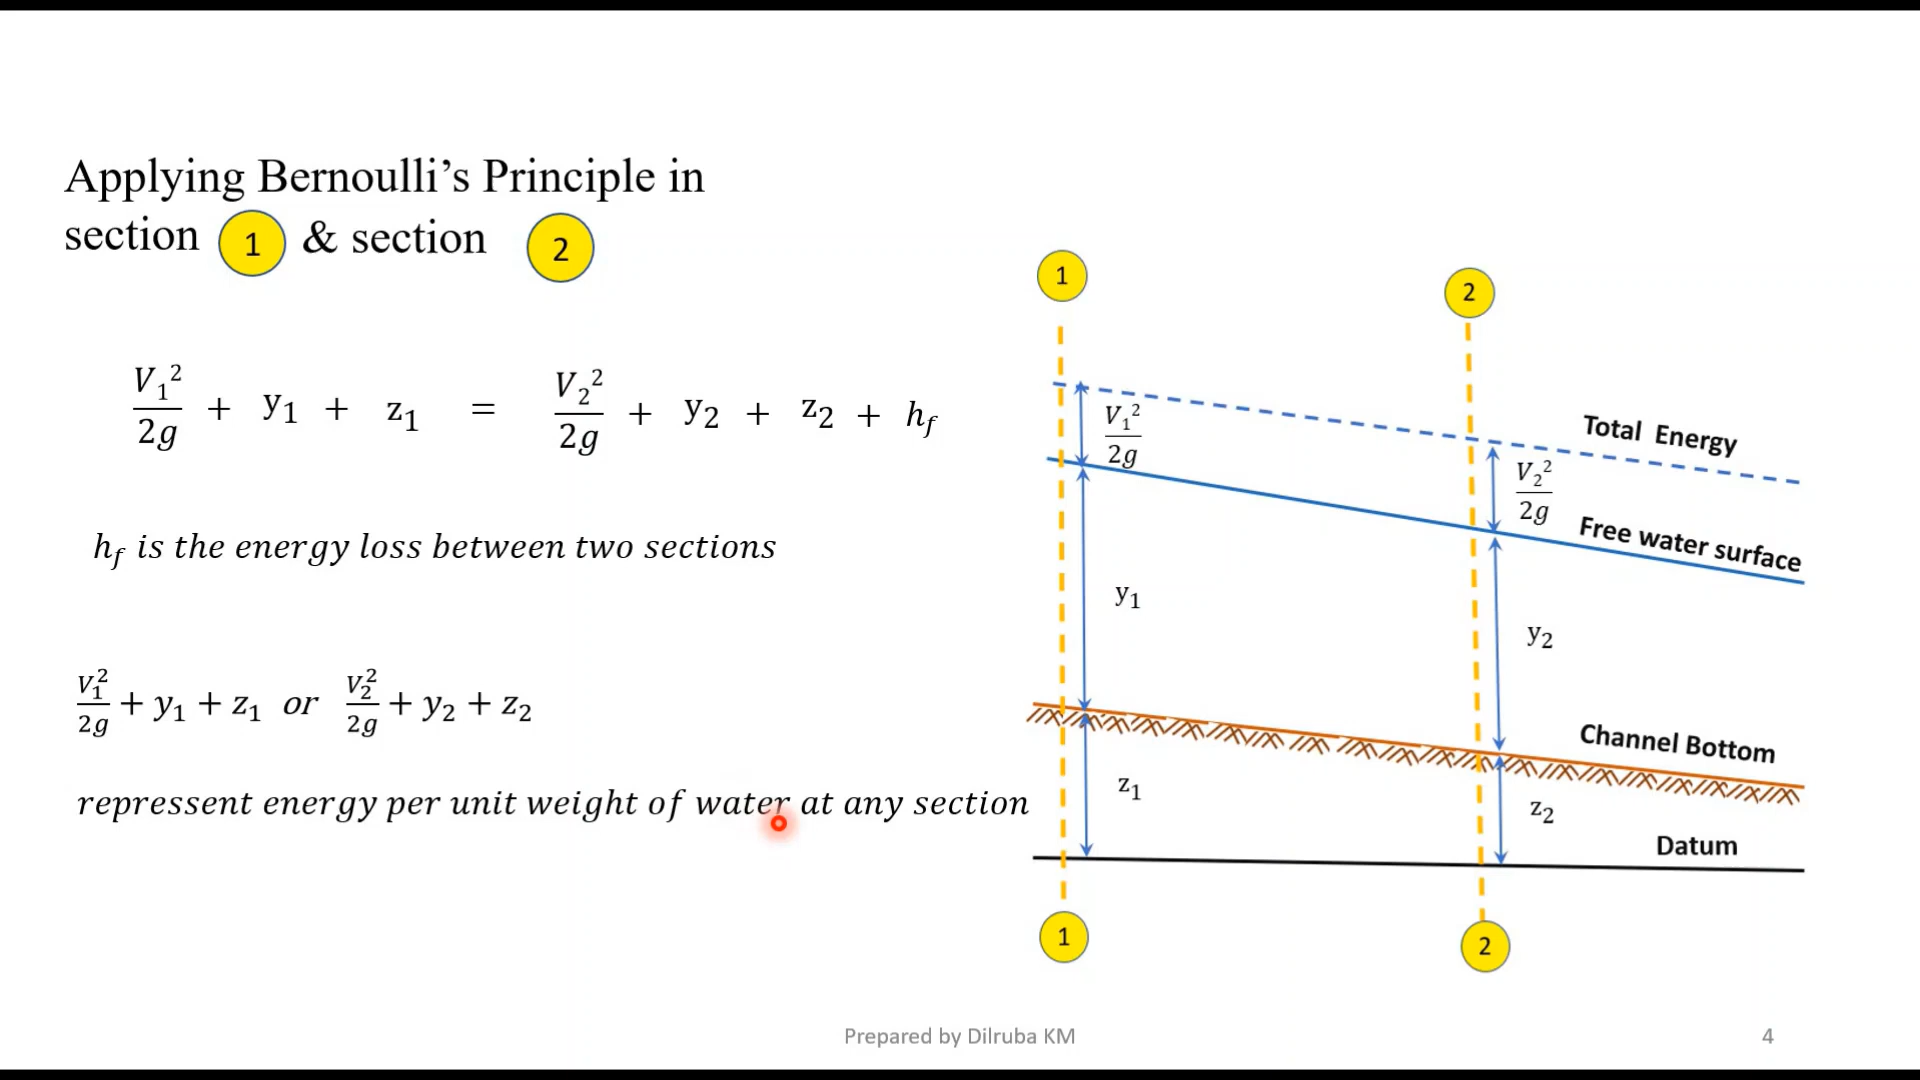 Applying Bernoulli’s Principle in
section 1 & section 2
V₁²/2g + y₁ + z₁ = V₂²/2g + y₂ + z₂ + h_f
h_f is the energy loss between two sections
V₁²/2g + y₁ + z₁ or V₂²/2g + y₂ + z₂
repressent energy per unit weight of water at any section
1
2
V₁²/2g
Total Energy
V₂²/2g
Free water surface
y₁
y₂
Channel Bottom
z₁
z₂
Datum
1
2
Prepared by Dilruba KM
4